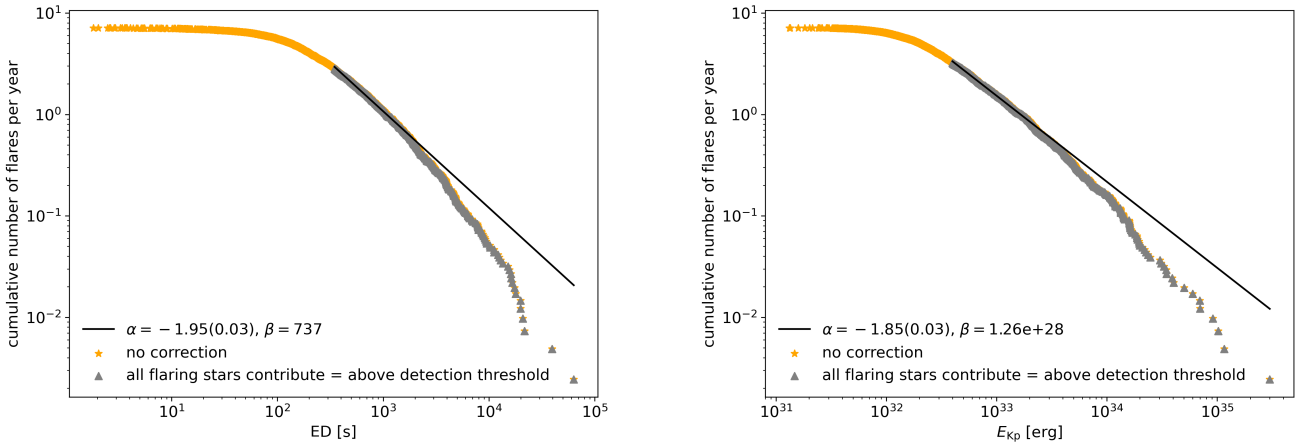 10¹
10⁰
10⁻¹
10⁻²
cumulative number of flares per year
α = −1.95(0.03), β = 737
no correction
all flaring stars contribute = above detection threshold
10¹ 10² 10³ 10⁴ 10⁵
ED [s]
10¹
10⁰
10⁻¹
10⁻²
cumulative number of flares per year
α = −1.85(0.03), β = 1.26e+28
no correction
all flaring stars contribute = above detection threshold
10³¹ 10³² 10³³ 10³⁴ 10³⁵
E_Kp [erg]